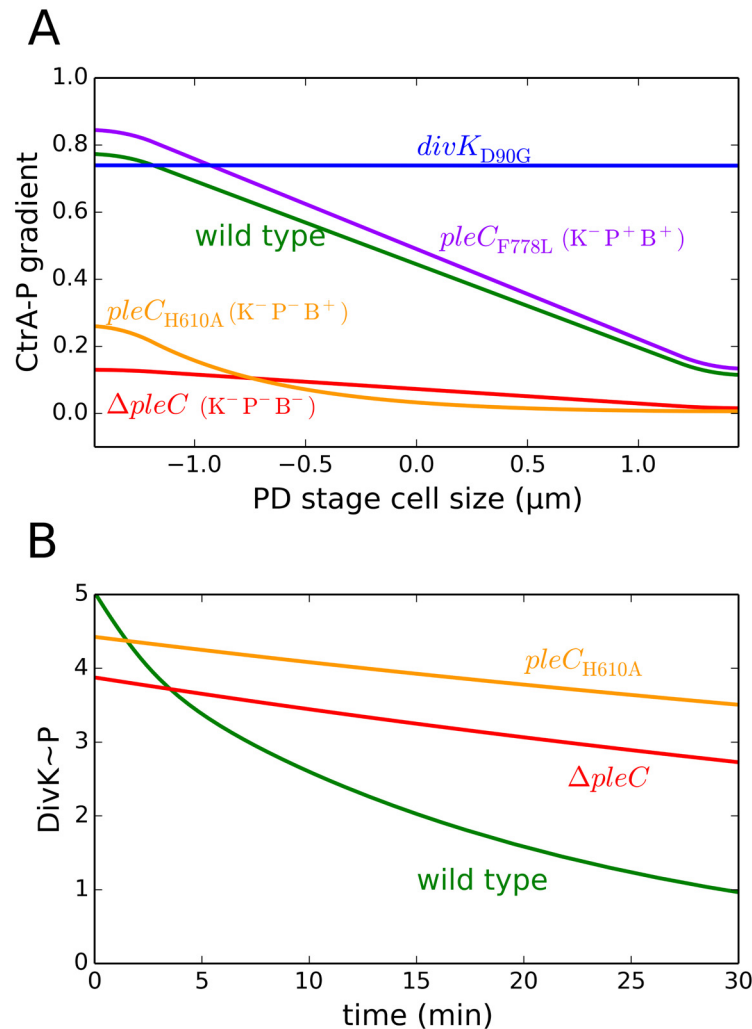 A
1.0
0.8
0.6
0.4
0.2
0.0
CtrA-P gradient
divK_D90G
wild type
pleC_F778L (K⁻P⁺B⁺)
pleC_H610A (K⁻P⁻B⁺)
ΔpleC (K⁻P⁻B⁻)
−1.0 −0.5 0.0 0.5 1.0
PD stage cell size (μm)
B
5
4
3
2
1
0
DivK~P
pleC_H610A
ΔpleC
wild type
0 5 10 15 20 25 30
time (min)